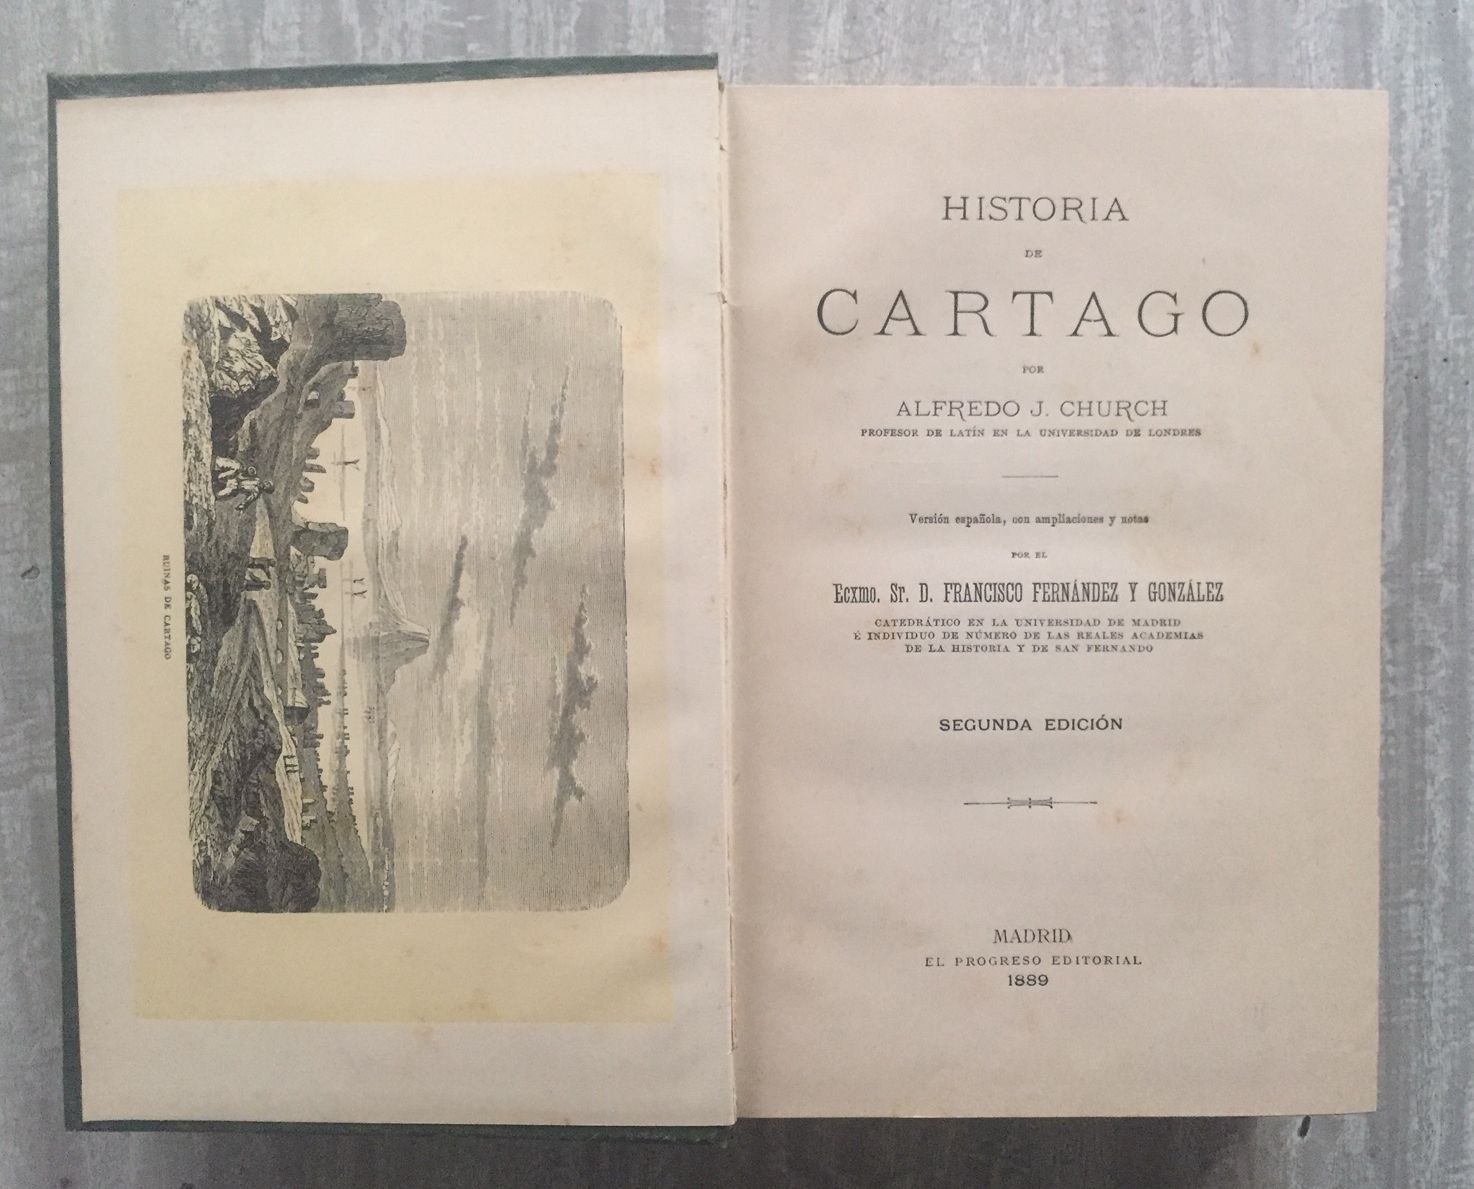 RUINAS DE CARTAGO
HISTORIA
DE
CARTAGO
POR
ALFREDO J. CHURCH
PROFESOR DE LATÍN EN LA UNIVERSIDAD DE LONDRES
Versión española, con ampliaciones y notas
POR EL
Ecxmo. Sr. D. FRANCISCO FERNÁNDEZ Y GONZÁLEZ
CATEDRÁTICO EN LA UNIVERSIDAD DE MADRID
É INDIVIDUO DE NÚMERO DE LAS REALES ACADEMIAS
DE LA HISTORIA Y DE SAN FERNANDO
SEGUNDA EDICIÓN
MADRID
EL PROGRESO EDITORIAL
1889